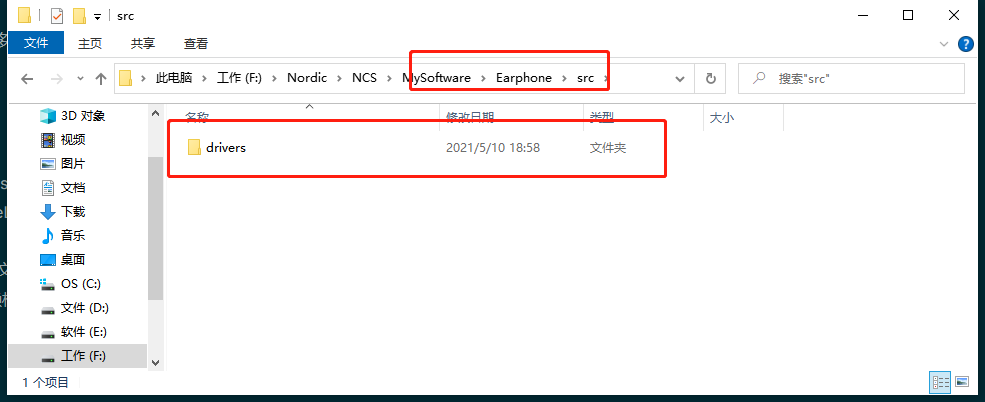 src
文件 主页 共享 查看
此电脑 工作 (F:) Nordic NCS MySoftware Earphone src 搜索"src"
名称 修改日期 类型 大小
drivers 2021/5/10 18:58 文件夹
3D 对象
视频
图片
文档
下载
音乐
桌面
OS (C:)
文件 (D:)
软件 (E:)
工作 (F:)
1 个项目